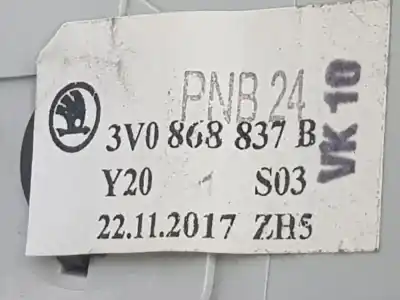 PNB 24
3V0 868 837 B
Y20 S03
22.11.2017 ZH5
VK 10